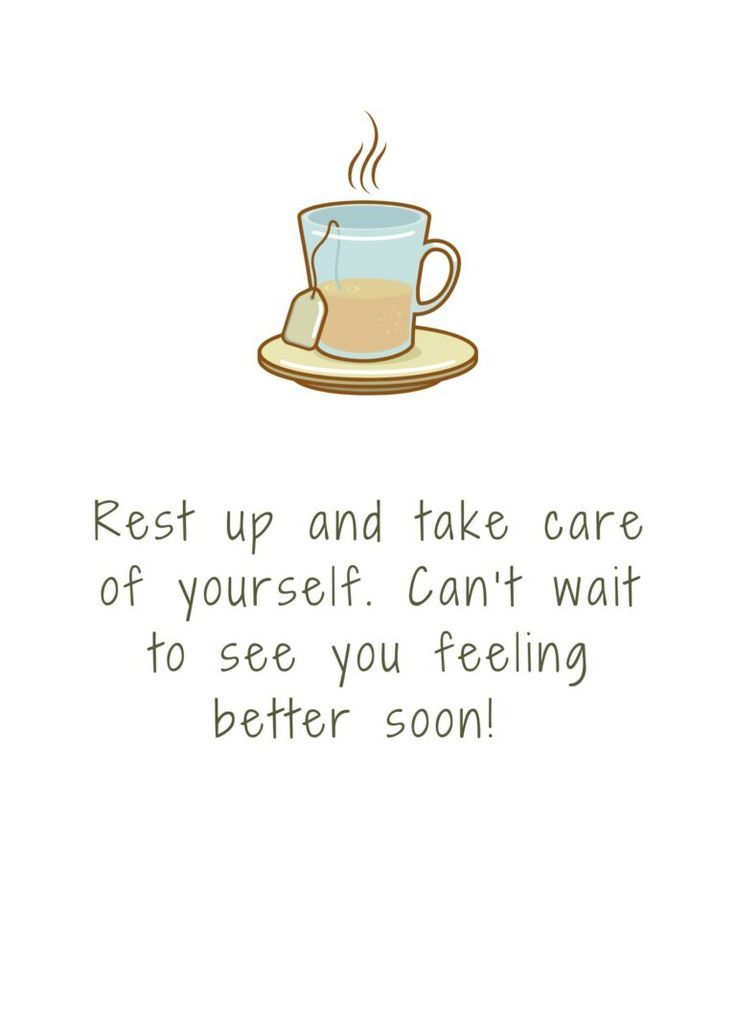 Rest up and take care
of yourself. Can't wait
to see you feeling
better soon!